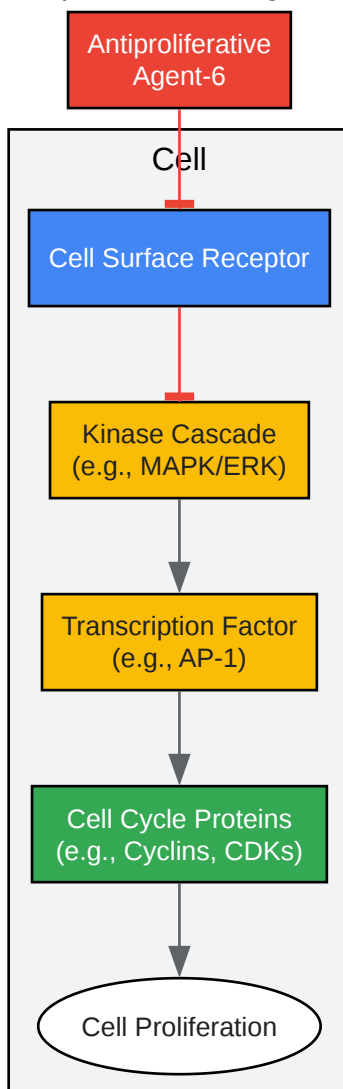 Antiproliferative
Agent-6
Cell
Cell Surface Receptor
Kinase Cascade
(e.g., MAPK/ERK)
Transcription Factor
(e.g., AP-1)
Cell Cycle Proteins
(e.g., Cyclins, CDKs)
Cell Proliferation